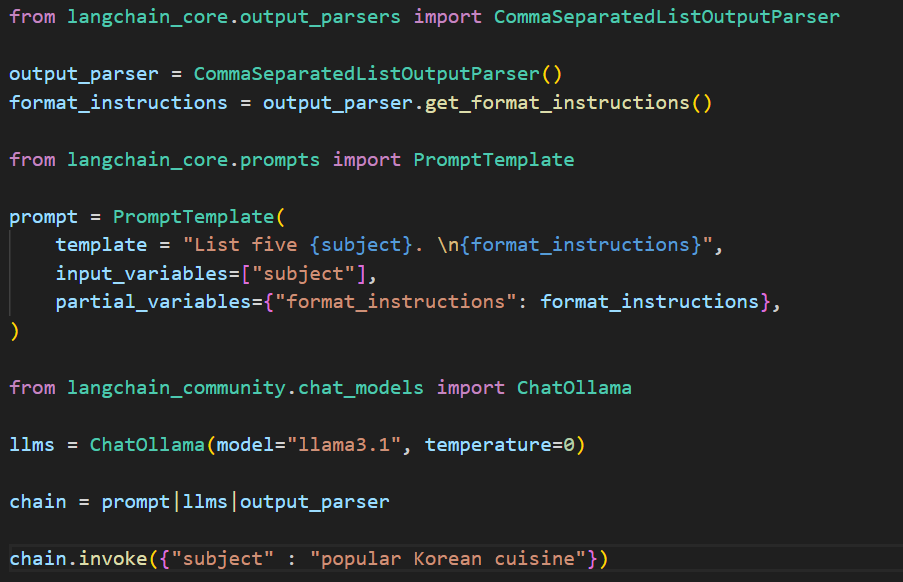 from langchain_core.output_parsers import CommaSeparatedListOutputParser
output_parser = CommaSeparatedListOutputParser()
format_instructions = output_parser.get_format_instructions()
from langchain_core.prompts import PromptTemplate
prompt = PromptTemplate(
    template = "List five {subject}. \n{format_instructions}",
    input_variables=["subject"],
    partial_variables={"format_instructions": format_instructions},
)
from langchain_community.chat_models import ChatOllama
llms = ChatOllama(model="llama3.1", temperature=0)
chain = prompt|llms|output_parser
chain.invoke({"subject" : "popular Korean cuisine"})